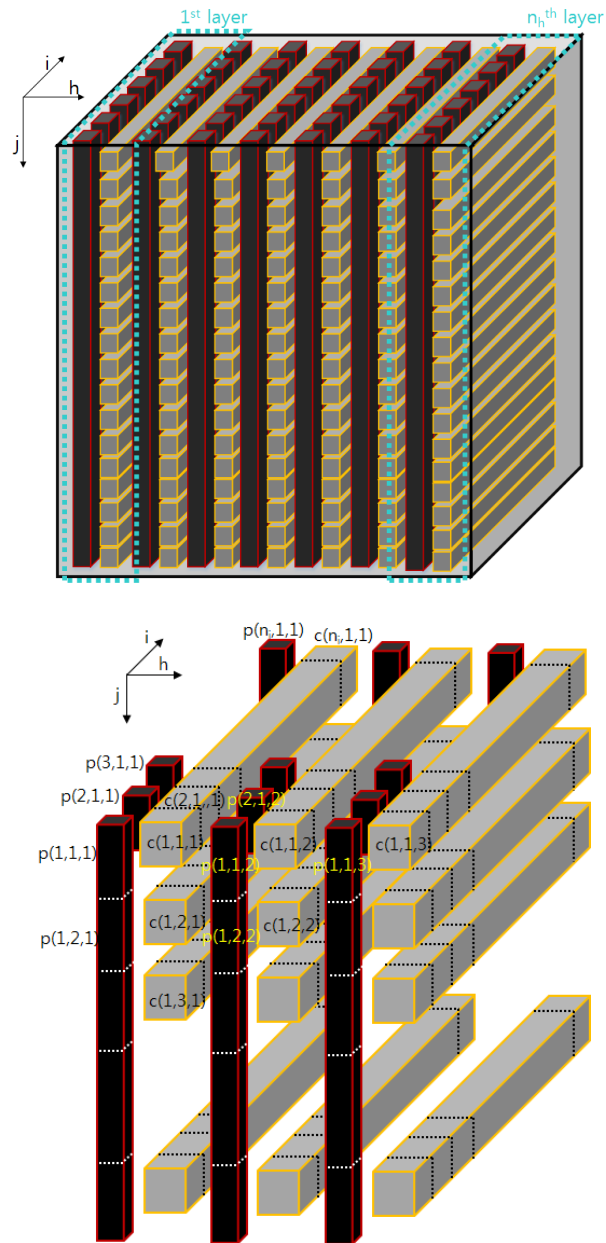 1st layer
nhth layer
i
h
j
p(ni,1,1)
c(ni,1,1)
i
h
j
p(3,1,1)
p(2,1,1)
c(2,1,,1)
p(2,1,2)
p(1,1,1)
c(1,1,1)
p(1,1,2)
c(1,1,2)
p(1,1,3)
c(1,1,3)
p(1,2,1)
c(1,2,1)
p(1,2,2)
c(1,2,2)
c(1,3,1)